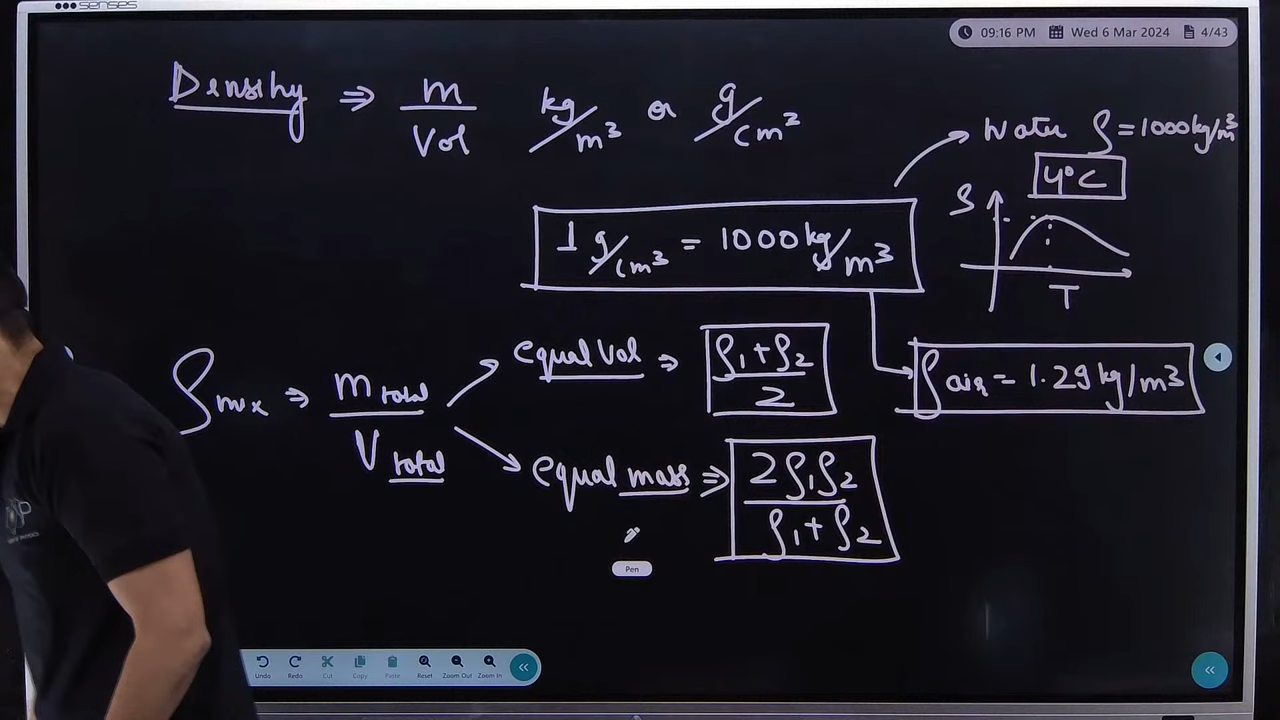 senses
09:16 PM Wed 6 Mar 2024 4/43
Density ⇒ m/Vol kg/m³ or g/cm³
Water ρ = 1000 kg/m³
4°C
1 g/cm³ = 1000 kg/m³
ρ
T
ρmix ⇒ m total / V total
equal Vol ⇒ (ρ₁ + ρ₂)/2
ρ air = 1.29 kg/m³
equal mass ⇒ 2ρ₁ρ₂/(ρ₁ + ρ₂)
Pen
Undo Redo Cut Copy Paste Reset Zoom Out Zoom In